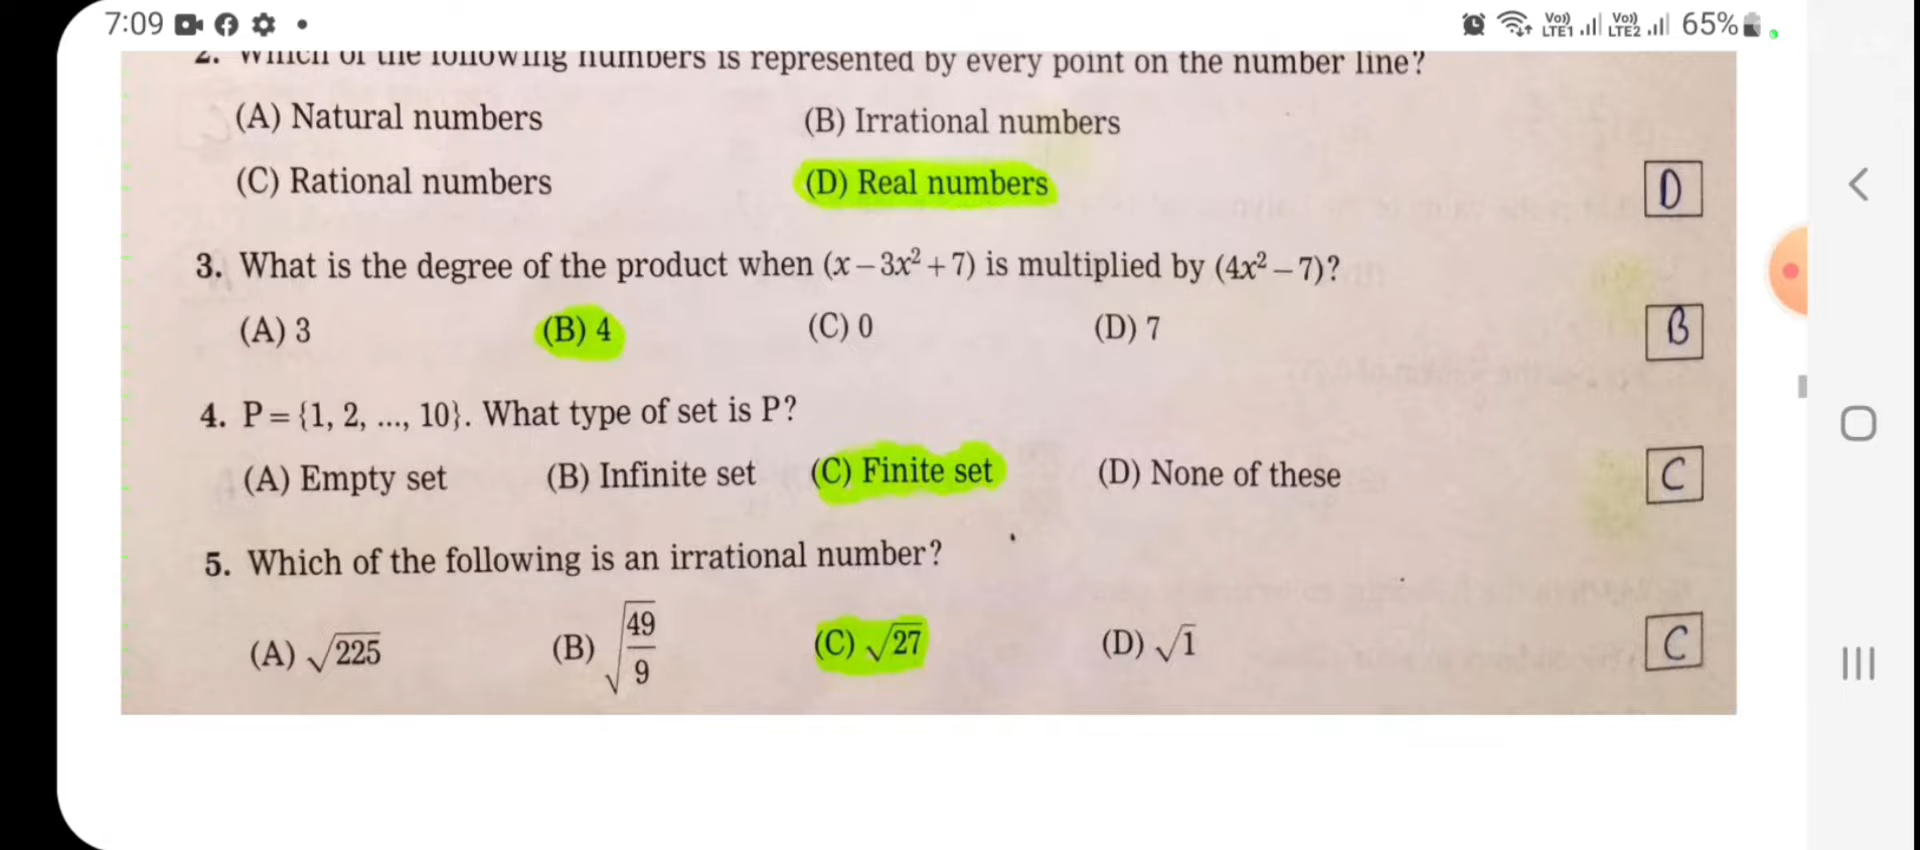 7:09
LTE1 LTE2 65%
2. Which of the following numbers is represented by every point on the number line?
(A) Natural numbers (B) Irrational numbers
(C) Rational numbers (D) Real numbers D
3. What is the degree of the product when (x – 3x² + 7) is multiplied by (4x² – 7)?
(A) 3 (B) 4 (C) 0 (D) 7 B
4. P = {1, 2, ..., 10}. What type of set is P?
(A) Empty set (B) Infinite set (C) Finite set (D) None of these C
5. Which of the following is an irrational number?
(A) √225 (B) √49/9 (C) √27 (D) √1 C